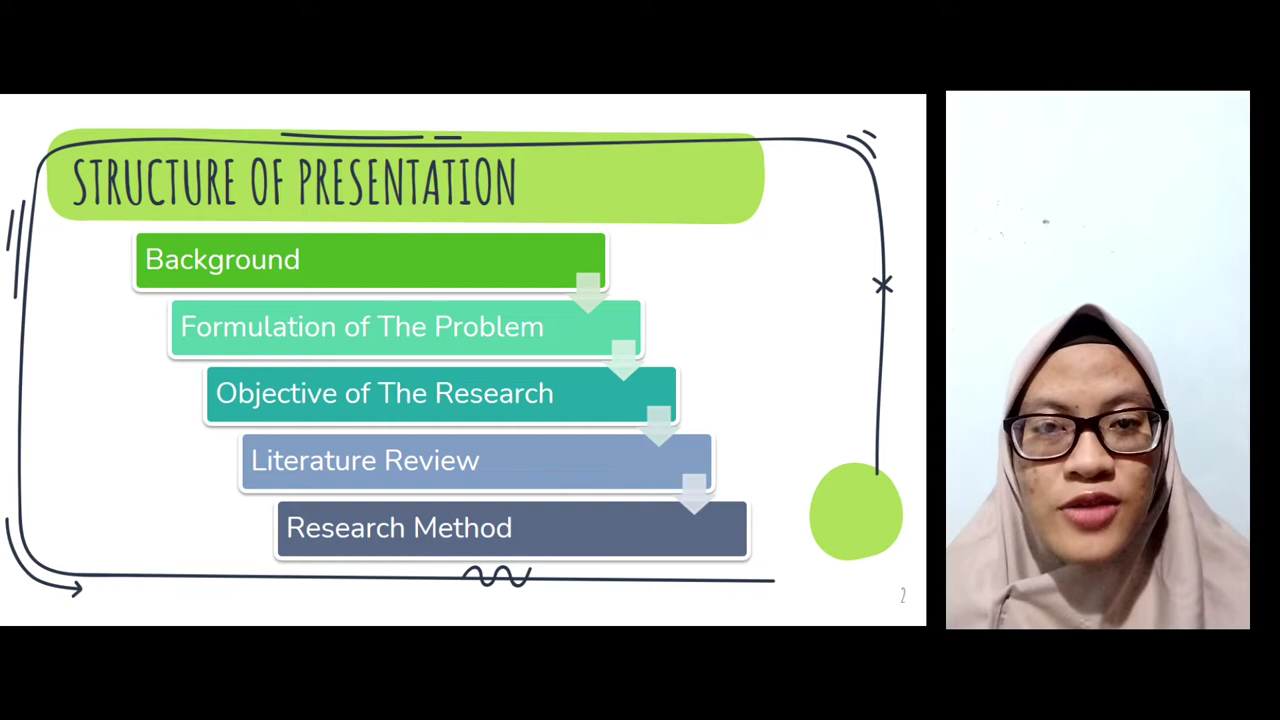 STRUCTURE OF PRESENTATION
Background
Formulation of The Problem
Objective of The Research
Literature Review
Research Method
2